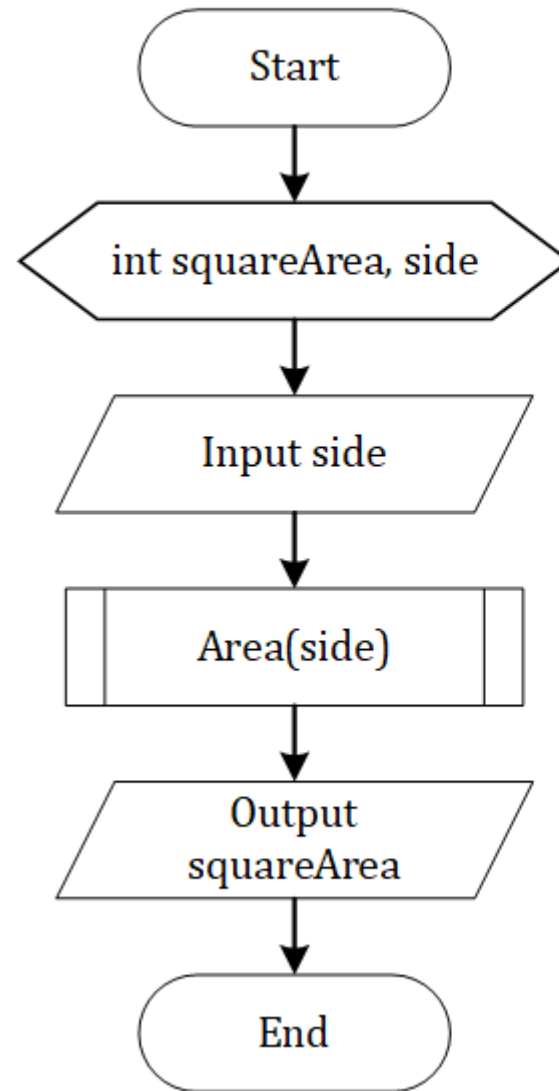 Start
int squareArea, side
Input side
Area(side)
Output
squareArea
End